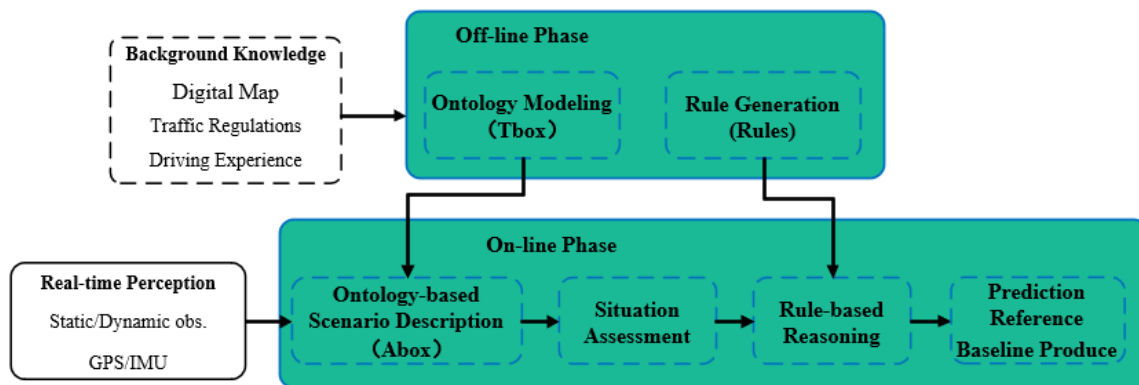 Off-line Phase
Background Knowledge
Digital Map
Traffic Regulations
Driving Experience
Ontology Modeling
(Tbox）
Rule Generation
(Rules)
On-line Phase
Real-time Perception
Static/Dynamic obs.
GPS/IMU
Ontology-based
Scenario Description
（Abox）
Situation
Assessment
Rule-based
Reasoning
Prediction
Reference
Baseline Produce